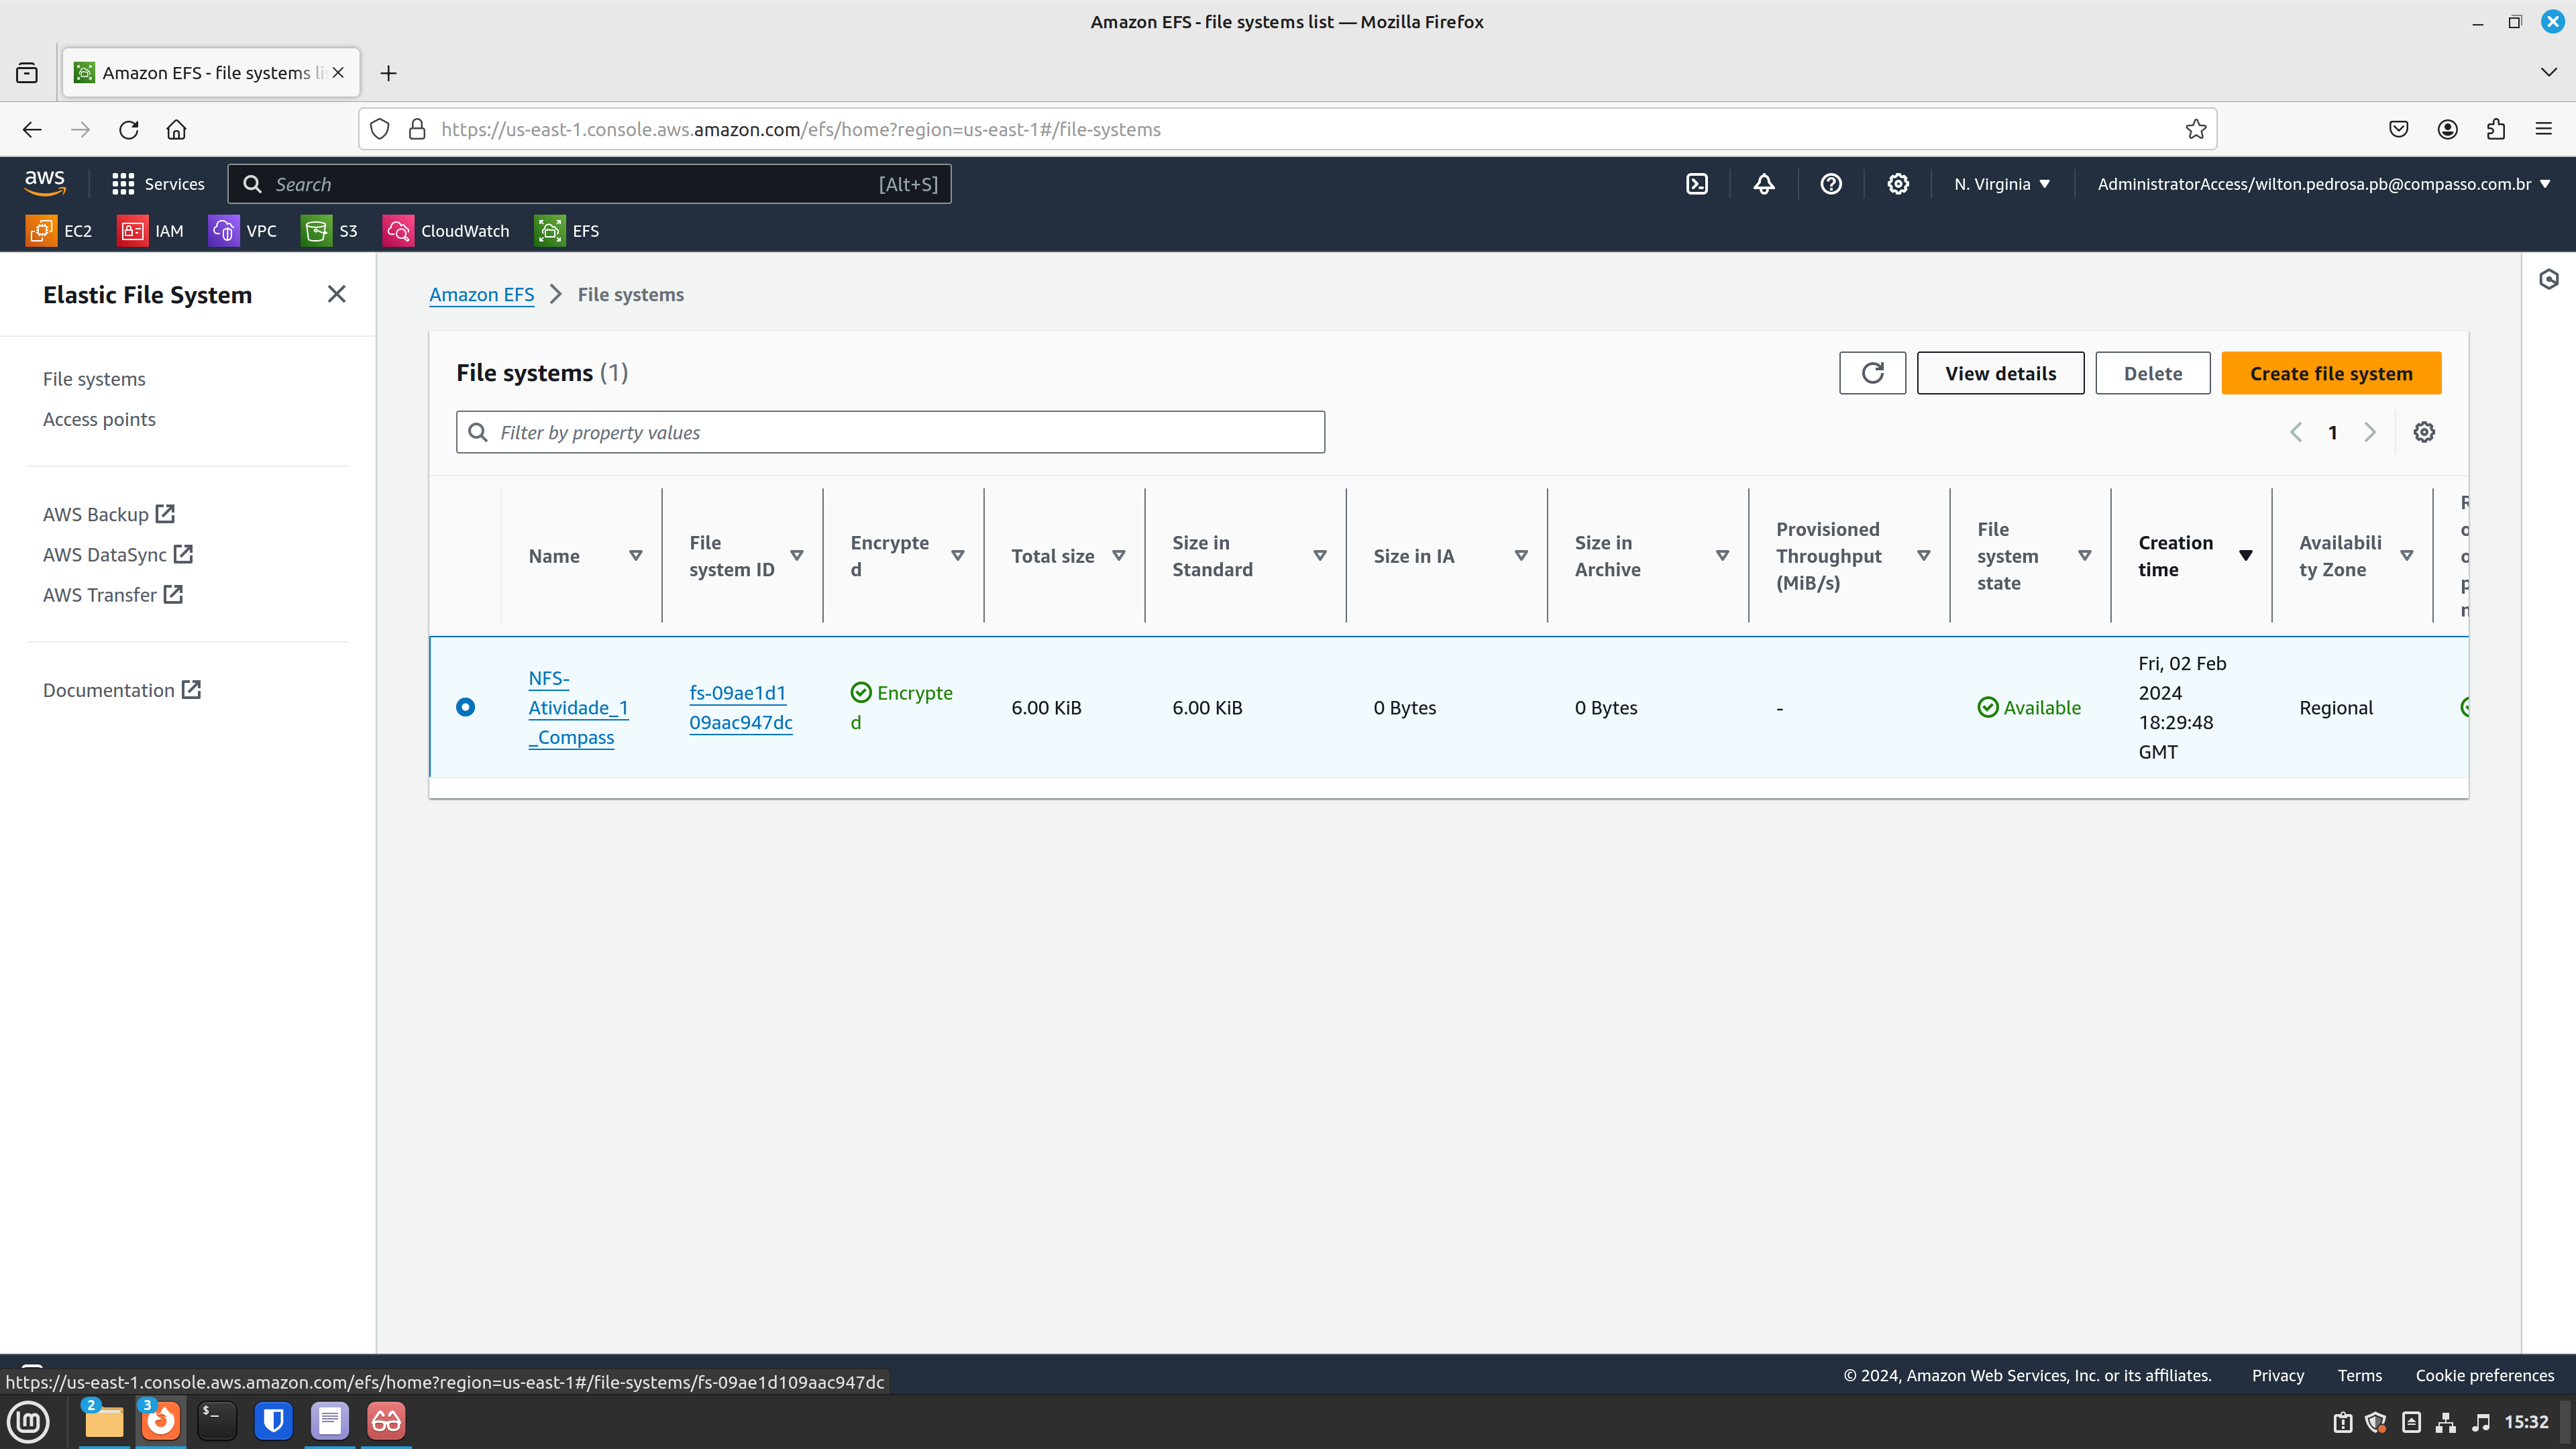 Amazon EFS - file systems list — Mozilla Firefox
Amazon EFS - file systems li
https://us-east-1.console.aws.amazon.com/efs/home?region=us-east-1#/file-systems
aws
Services
Search
[Alt+S]
N. Virginia
AdministratorAccess/wilton.pedrosa.pb@compasso.com.br
EC2
IAM
VPC
S3
CloudWatch
EFS
Elastic File System
File systems
Access points
AWS Backup
AWS DataSync
AWS Transfer
Documentation
Amazon EFS
File systems
File systems (1)
View details
Delete
Create file system
Filter by property values
1
Name
File
system ID
Encrypte
d
Total size
Size in
Standard
Size in IA
Size in
Archive
Provisioned
Throughput
(MiB/s)
File
system
state
Creation
time
Availabili
ty Zone
NFS-
Atividade_1
_Compass
fs-09ae1d1
09aac947dc
Encrypte
d
6.00 KiB
6.00 KiB
0 Bytes
0 Bytes
-
Available
Fri, 02 Feb
2024
18:29:48
GMT
Regional
https://us-east-1.console.aws.amazon.com/efs/home?region=us-east-1#/file-systems/fs-09ae1d109aac947dc
© 2024, Amazon Web Services, Inc. or its affiliates.
Privacy
Terms
Cookie preferences
2
3
$_
15:32